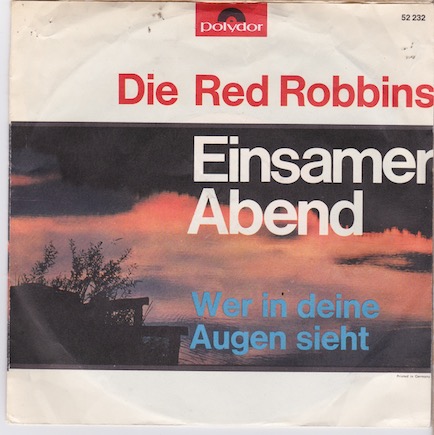 polydor
52 232
Die Red Robbins
Einsamer
Abend
Wer in deine
Augen sieht
Printed in Germany